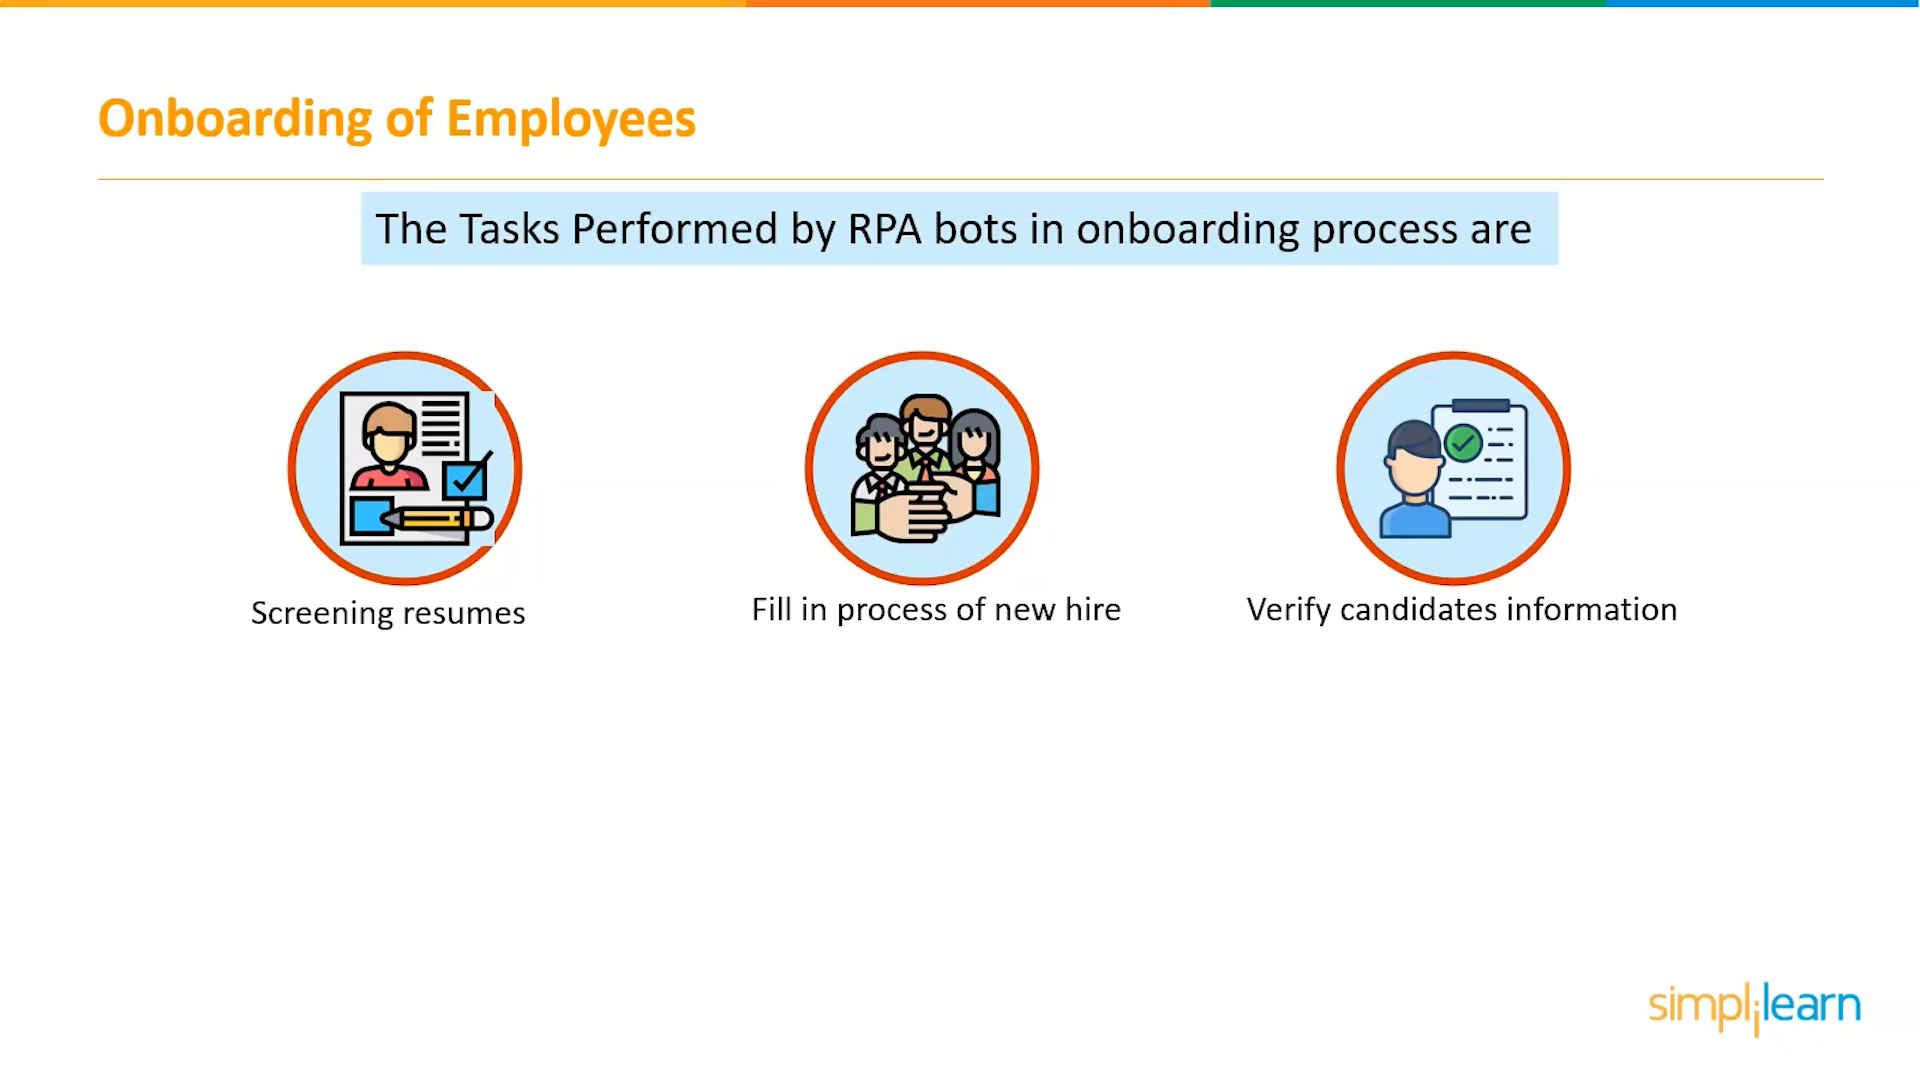 Onboarding of Employees
The Tasks Performed by RPA bots in onboarding process are
Screening resumes
Fill in process of new hire
Verify candidates information
simplilearn